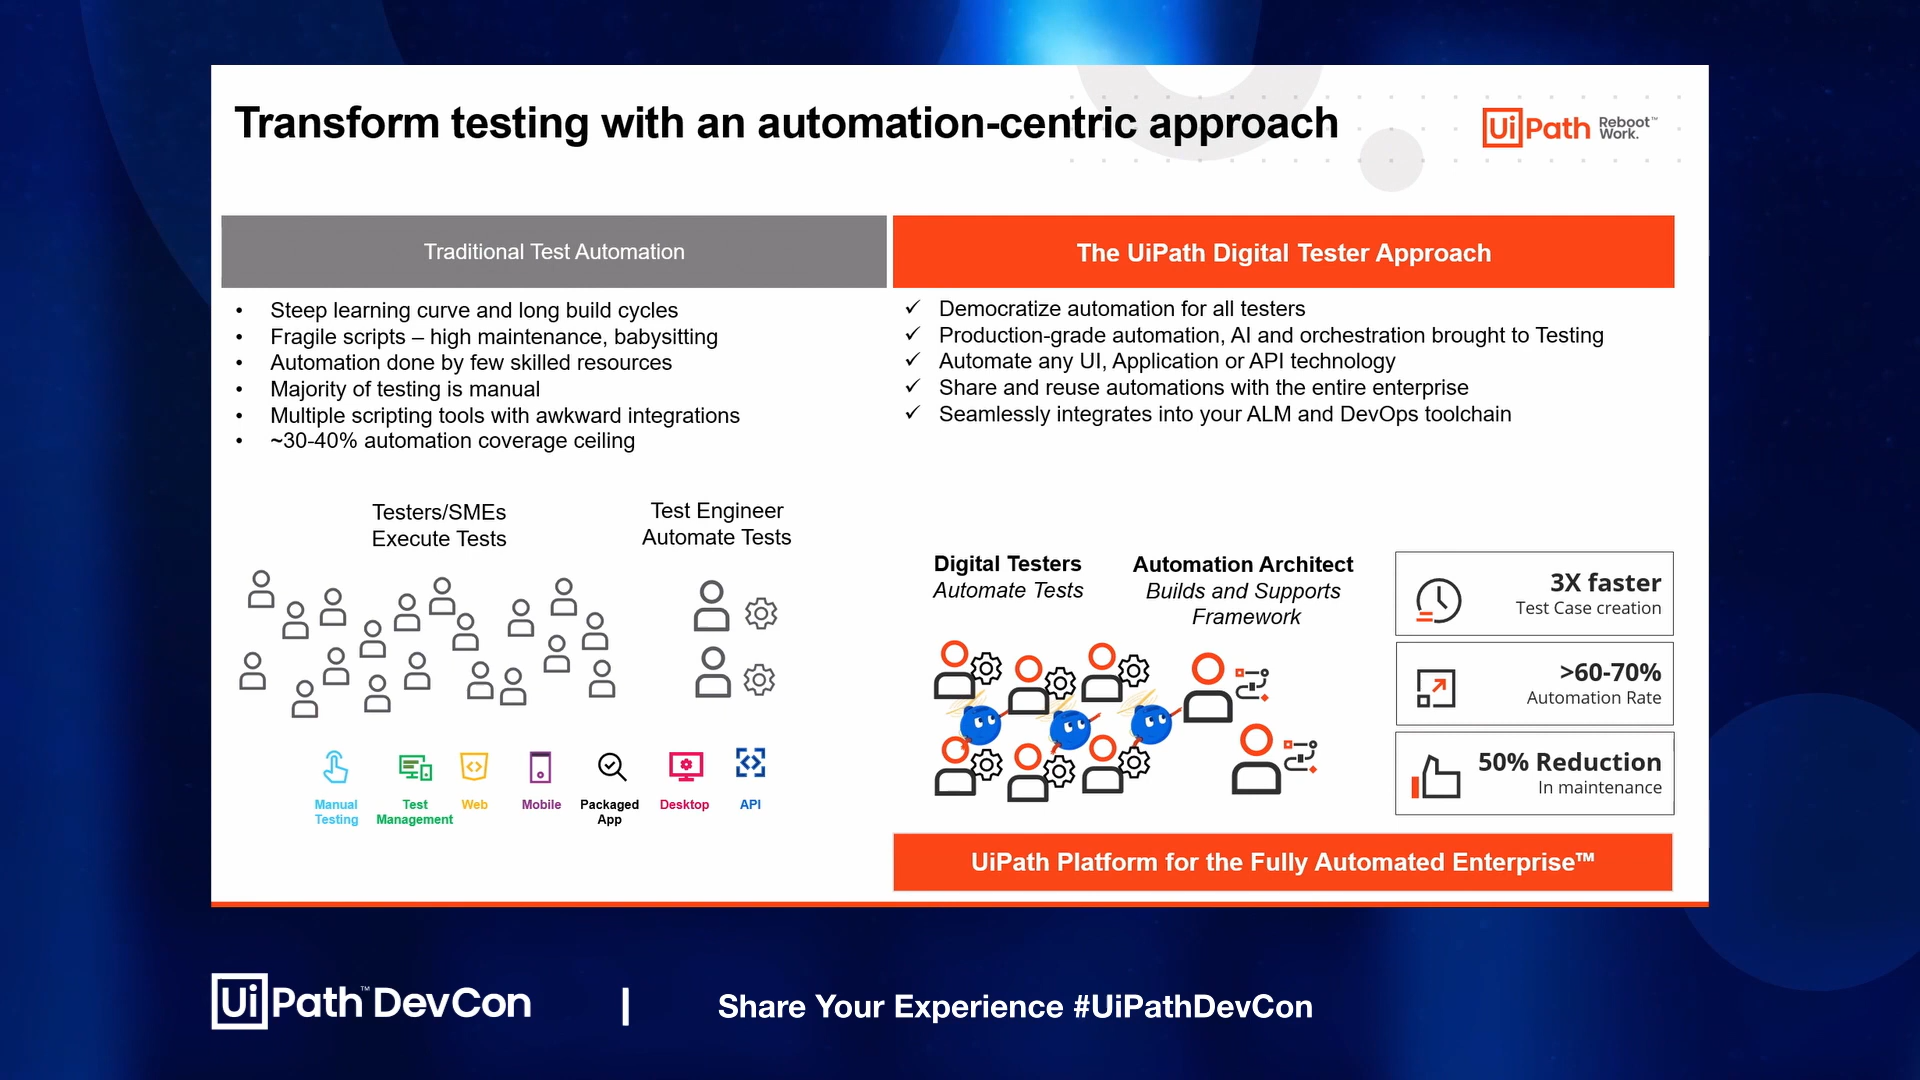 Transform testing with an automation-centric approach
UiPath Reboot Work.™
Traditional Test Automation
• Steep learning curve and long build cycles
• Fragile scripts – high maintenance, babysitting
• Automation done by few skilled resources
• Majority of testing is manual
• Multiple scripting tools with awkward integrations
• ~30-40% automation coverage ceiling
Testers/SMEs
Execute Tests
Test Engineer
Automate Tests
Manual
Testing
Test
Management
Web
Mobile
Packaged
App
Desktop
API
The UiPath Digital Tester Approach
✓ Democratize automation for all testers
✓ Production-grade automation, AI and orchestration brought to Testing
✓ Automate any UI, Application or API technology
✓ Share and reuse automations with the entire enterprise
✓ Seamlessly integrates into your ALM and DevOps toolchain
Digital Testers
Automate Tests
Automation Architect
Builds and Supports
Framework
3X faster
Test Case creation
>60-70%
Automation Rate
50% Reduction
In maintenance
UiPath Platform for the Fully Automated Enterprise™
UiPath™ DevCon | Share Your Experience #UiPathDevCon